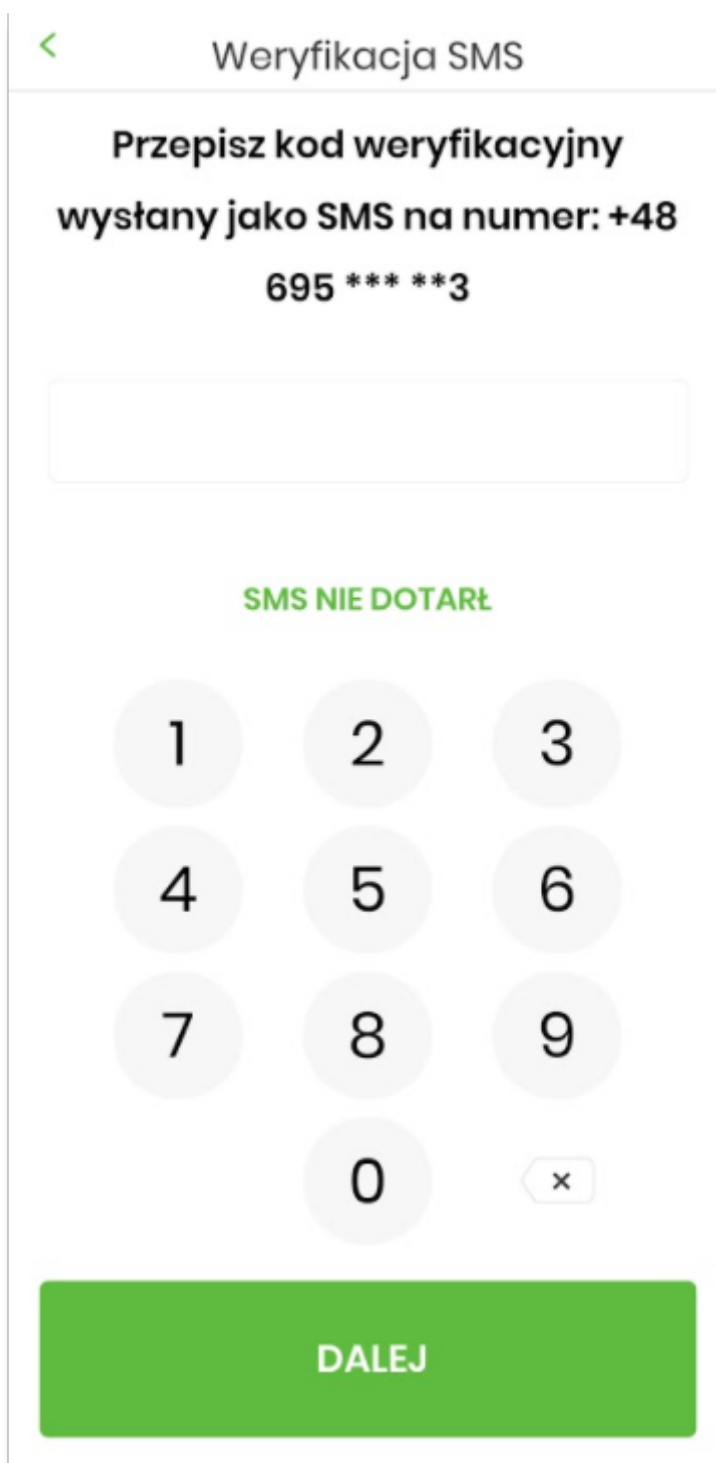 Weryfikacja SMS
Przepisz kod weryfikacyjny
wysłany jako SMS na numer: +48
695 *** **3
SMS NIE DOTARŁ
1 2 3
4 5 6
7 8 9
0
DALEJ